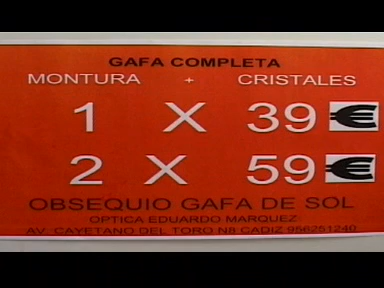 GAFA COMPLETA
MONTURA + CRISTALES
1 X 39 €
2 X 59 €
OBSEQUIO GAFA DE SOL
OPTICA EDUARDO MARQUEZ
AV. CAYETANO DEL TORO N8 CADIZ 956251240